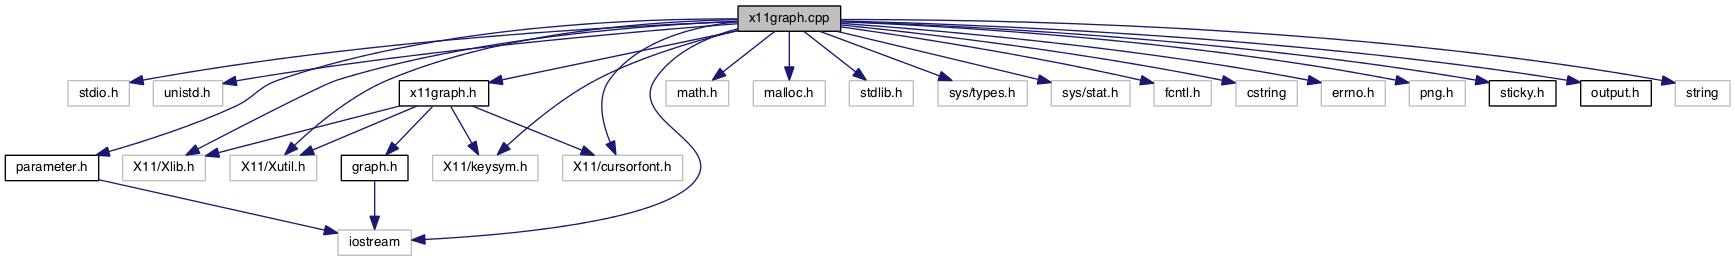 x11graph.cpp
stdio.h
unistd.h
x11graph.h
math.h
malloc.h
stdlib.h
sys/types.h
sys/stat.h
fcntl.h
cstring
errno.h
png.h
sticky.h
output.h
string
parameter.h
X11/Xlib.h
X11/Xutil.h
graph.h
X11/keysym.h
X11/cursorfont.h
iostream